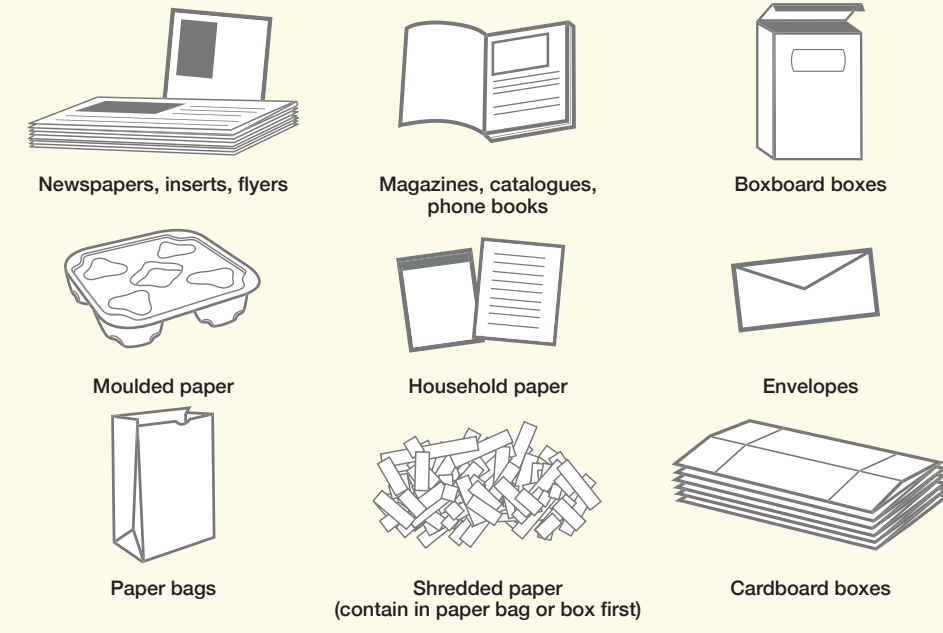 Newspapers, inserts, flyers
Magazines, catalogues,
phone books
Boxboard boxes
Moulded paper
Household paper
Envelopes
Paper bags
Shredded paper
(contain in paper bag or box first)
Cardboard boxes